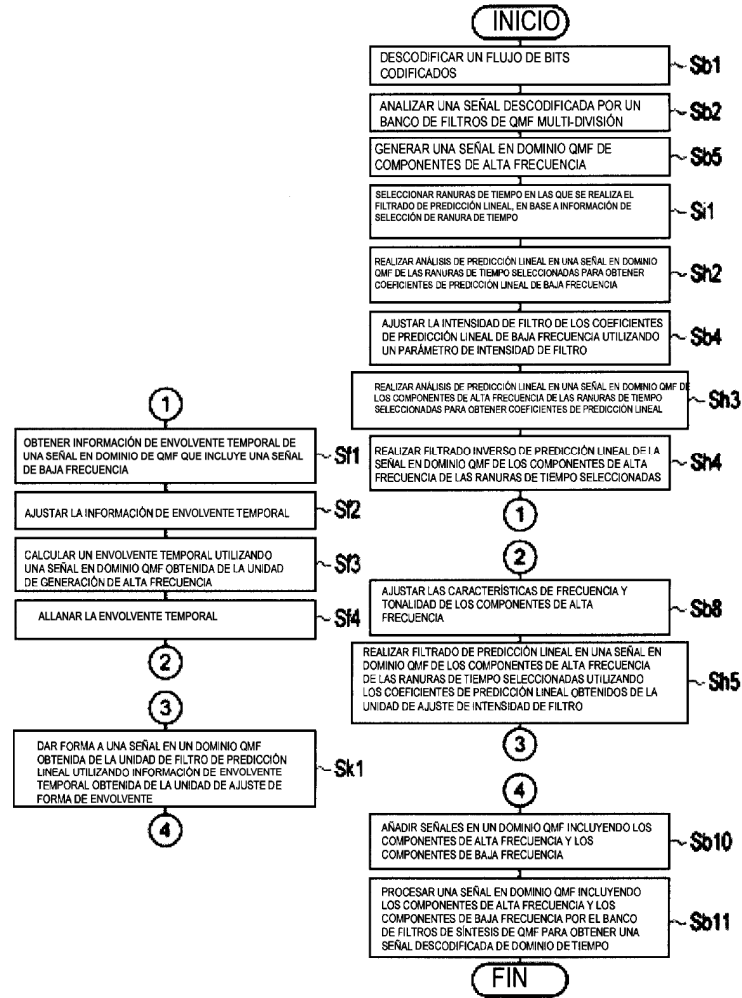 INICIO
DESCODIFICAR UN FLUJO DE BITS
CODIFICADOS
Sb1
ANALIZAR UNA SEÑAL DESCODIFICADA POR UN
BANCO DE FILTROS DE QMF MULTI-DIVISIÓN
Sb2
GENERAR UNA SEÑAL EN DOMINIO QMF DE
COMPONENTES DE ALTA FRECUENCIA
Sb5
SELECCIONAR RANURAS DE TIEMPO EN LAS QUE SE REALIZA EL
FILTRADO DE PREDICCIÓN LINEAL, EN BASE A INFORMACIÓN DE
SELECCIÓN DE RANURA DE TIEMPO
Si1
REALIZAR ANÁLISIS DE PREDICCIÓN LINEAL EN UNA SEÑAL EN DOMINIO
QMF DE LAS RANURAS DE TIEMPO SELECCIONADAS PARA OBTENER
COEFICIENTES DE PREDICCIÓN LINEAL DE BAJA FRECUENCIA
Sh2
AJUSTAR LA INTENSIDAD DE FILTRO DE LOS COEFICIENTES
DE PREDICCIÓN LINEAL DE BAJA FRECUENCIA UTILIZANDO
UN PARÁMETRO DE INTENSIDAD DE FILTRO
Sb4
REALIZAR ANÁLISIS DE PREDICCIÓN LINEAL EN UNA SEÑAL EN DOMINIO QMF DE
LOS COMPONENTES DE ALTA FRECUENCIA DE LAS RANURAS DE TIEMPO
SELECCIONADAS PARA OBTENER COEFICIENTES DE PREDICCIÓN LINEAL
Sh3
REALIZAR FILTRADO INVERSO DE PREDICCIÓN LINEAL DE LA
SEÑAL EN DOMINIO QMF DE LOS COMPONENTES DE ALTA
FRECUENCIA DE LAS RANURAS DE TIEMPO SELECCIONADAS
Sh4
1
1
OBTENER INFORMACIÓN DE ENVOLVENTE TEMPORAL DE
UNA SEÑAL EN DOMINIO DE QMF QUE INCLUYE UNA SEÑAL
DE BAJA FRECUENCIA
Sf1
AJUSTAR LA INFORMACIÓN DE ENVOLVENTE TEMPORAL
Sf2
CALCULAR UN ENVOLVENTE TEMPORAL UTILIZANDO
UNA SEÑAL EN DOMINIO QMF OBTENIDA DE LA UNIDAD
DE GENERACIÓN DE ALTA FRECUENCIA
Sf3
ALLANAR LA ENVOLVENTE TEMPORAL
Sf4
2
2
AJUSTAR LAS CARACTERÍSTICAS DE FRECUENCIA Y
TONALIDAD DE LOS COMPONENTES DE ALTA
FRECUENCIA
Sb8
REALIZAR FILTRADO DE PREDICCIÓN LINEAL EN UNA SEÑAL EN
DOMINIO QMF DE LOS COMPONENTES DE ALTA FRECUENCIA
DE LAS RANURAS DE TIEMPO SELECCIONADAS UTILIZANDO
LOS COEFICIENTES DE PREDICCIÓN LINEAL OBTENIDOS DE LA
UNIDAD DE AJUSTE DE INTENSIDAD DE FILTRO
Sh5
3
3
DAR FORMA A UNA SEÑAL EN UN DOMINIO QMF
OBTENIDA DE LA UNIDAD DE FILTRO DE PREDICCIÓN
LINEAL UTILIZANDO INFORMACIÓN DE ENVOLVENTE
TEMPORAL OBTENIDA DE LA UNIDAD DE AJUSTE DE
FORMA DE ENVOLVENTE
Sk1
4
4
AÑADIR SEÑALES EN UN DOMINIO QMF INCLUYENDO LOS
COMPONENTES DE ALTA FRECUENCIA Y LOS
COMPONENTES DE BAJA FRECUENCIA
Sb10
PROCESAR UNA SEÑAL EN DOMINIO QMF INCLUYENDO
LOS COMPONENTES DE ALTA FRECUENCIA Y LOS
COMPONENTES DE BAJA FRECUENCIA POR EL BANCO
DE FILTROS DE SÍNTESIS DE QMF PARA OBTENER UNA
SEÑAL DESCODIFICADA DE DOMINIO DE TIEMPO
Sb11
FIN